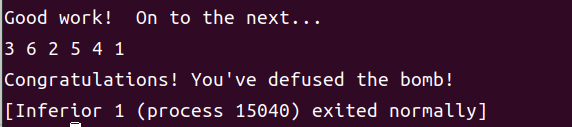 Good work!  On to the next...
3 6 2 5 4 1
Congratulations! You've defused the bomb!
[Inferior 1 (process 15040) exited normally]